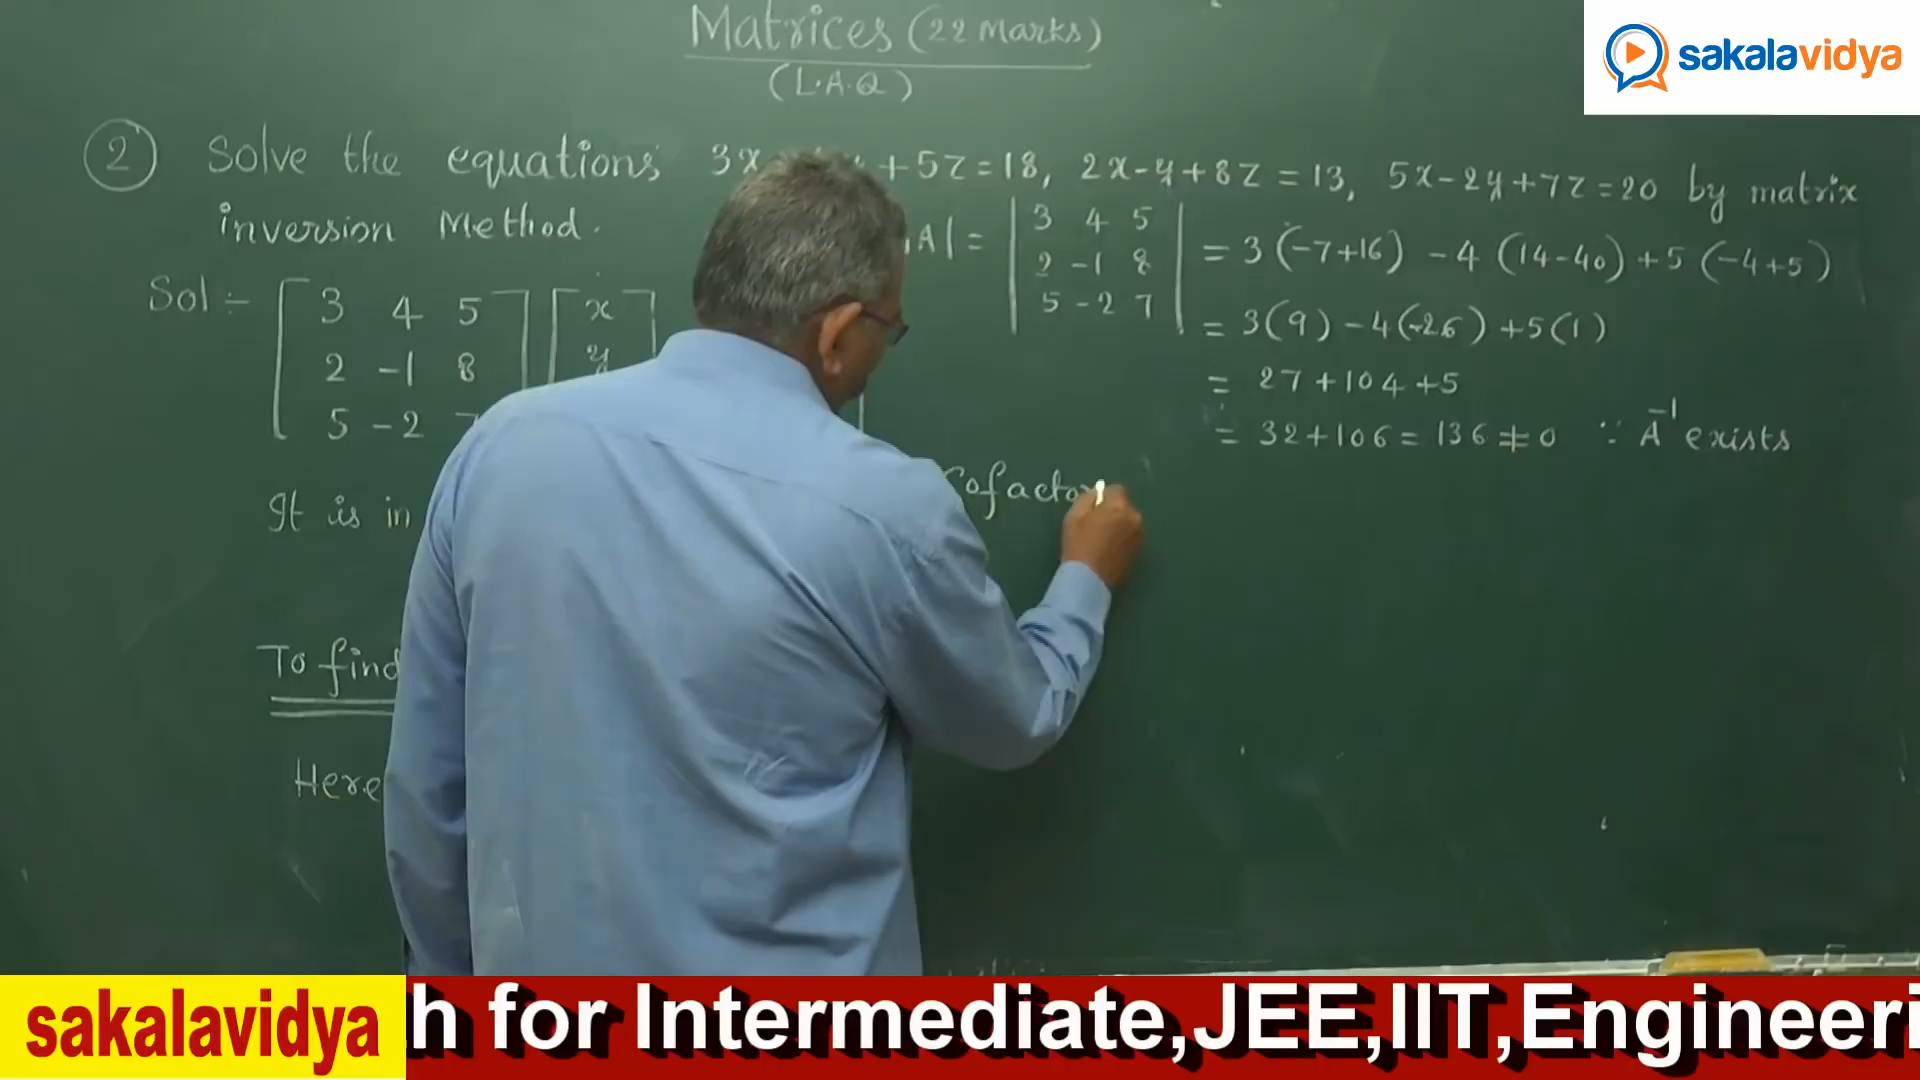 Matrices (22 Marks)
(L.A.Q)
sakalavidya
2 Solve the equations 3x +5z=18, 2x-y+8z=13, 5x-2y+7z=20 by matrix
inversion Method.
Sol :-
3 4 5 x
2 -1 8 y
5 -2
It is in
To find
Here
A| = | 3 4 5 | = 3(-7+16) -4 (14-40)+5(-4+5)
2 -1 8
5 -2 7
= 3(9)-4(-26)+5(1)
= 27+104+5
= 32+106=136≠0 ∵ A⁻¹ exists
Cofactor
sakalavidya
h for Intermediate,JEE,IIT,Engineeri